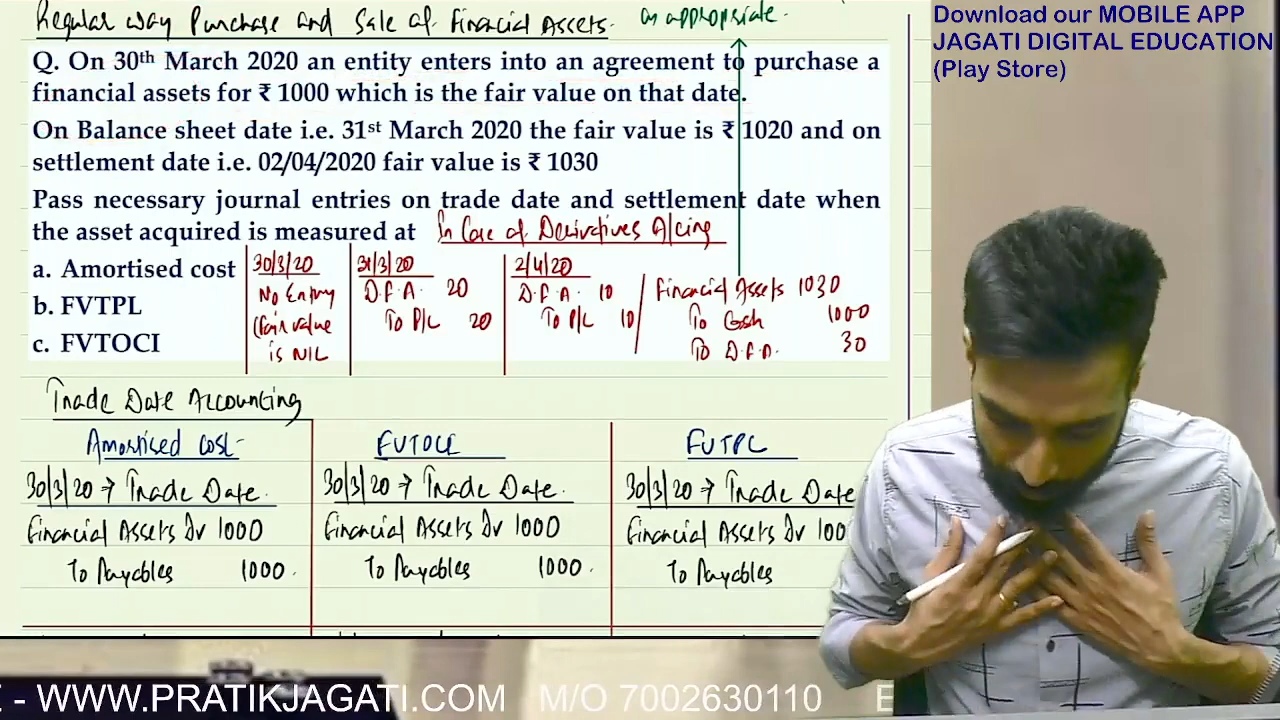 Regular way Purchase and Sale of Financial Assets. as appropriate.
Download our MOBILE APP
JAGATI DIGITAL EDUCATION
(Play Store)
Q. On 30th March 2020 an entity enters into an agreement to purchase a
financial assets for ₹ 1000 which is the fair value on that date.
On Balance sheet date i.e. 31st March 2020 the fair value is ₹ 1020 and on
settlement date i.e. 02/04/2020 fair value is ₹ 1030
Pass necessary journal entries on trade date and settlement date when
the asset acquired is measured at In Case of Derivatives A/cing
a. Amortised cost
b. FVTPL
c. FVTOCI
30/3/20
No Entry
(fair value
is NIL
31/3/20
D.F.A. 20
To P/L 20
2/4/20
D.F.A. 10
To P/L 10
Financial Assets 1030
To Cash 1000
To D.F.A. 30
Trade Date Accounting
Amortised Cost
30/3/20 → Trade Date.
Financial Assets Dr 1000
To Payables 1000.
FVTOCI
30/3/20 → Trade Date.
Financial Assets Dr 1000
To Payables 1000.
FVTPL
30/3/20 → Trade Date
Financial Assets Dr 100
To Payables
E - WWW.PRATIKJAGATI.COM M/O 7002630110 E